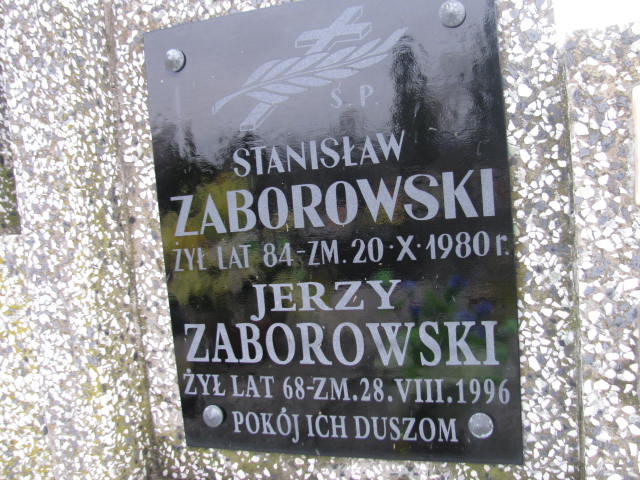 Ś.P.
STANISŁAW
ZABOROWSKI
ŻYŁ LAT 84-ZM. 20·X·1980 r.
JERZY
ZABOROWSKI
ŻYŁ LAT 68-ZM.28.VIII.1996
POKÓJ ICH DUSZOM